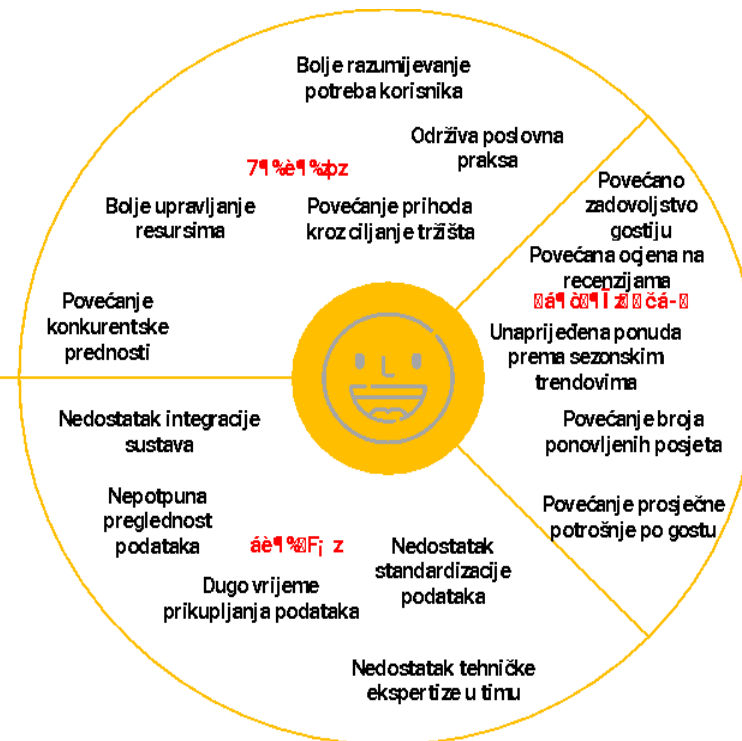 Bolje razumijevanje
potreba korisnika
Održiva poslovna
praksa
Bolje upravljanje
resursima
Povećanje prihoda
kroz ciljanje tržišta
Povećanje
konkurentske
prednosti
Povećano
zadovoljstvo
gostiju
Povećana ocjena na
recenzijama
Unaprijeđena ponuda
prema sezonskim
trendovima
Povećanje broja
ponovljenih posjeta
Povećanje prosječne
potrošnje po gostu
Nedostatak integracije
sustava
Nepotpuna
preglednost
podataka
Dugo vrijeme
prikupljanja podataka
Nedostatak
standardizacije
podataka
Nedostatak tehničke
ekspertize u timu